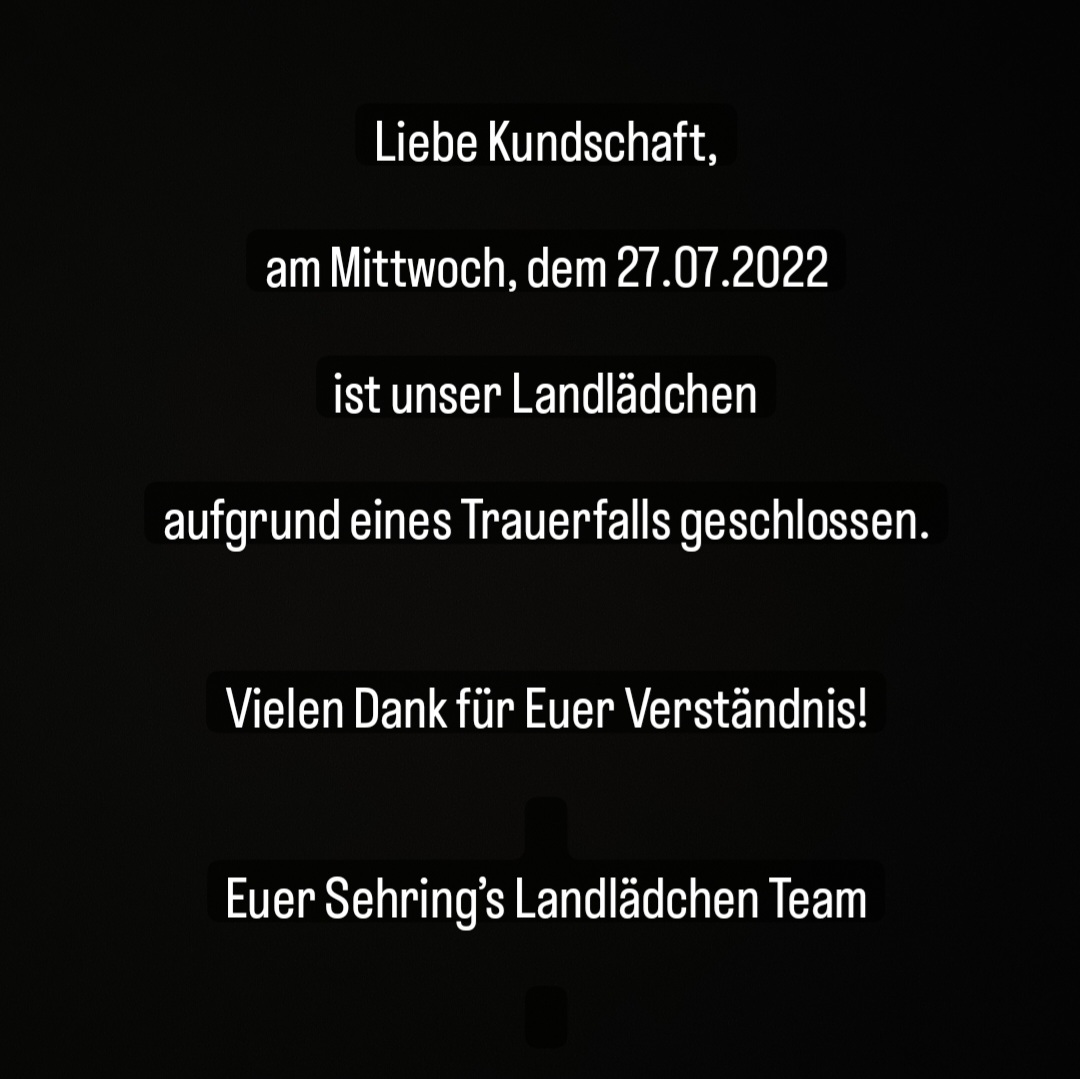 Liebe Kundschaft,
am Mittwoch, dem 27.07.2022
ist unser Landlädchen
aufgrund eines Trauerfalls geschlossen.
Vielen Dank für Euer Verständnis!
Euer Sehring’s Landlädchen Team